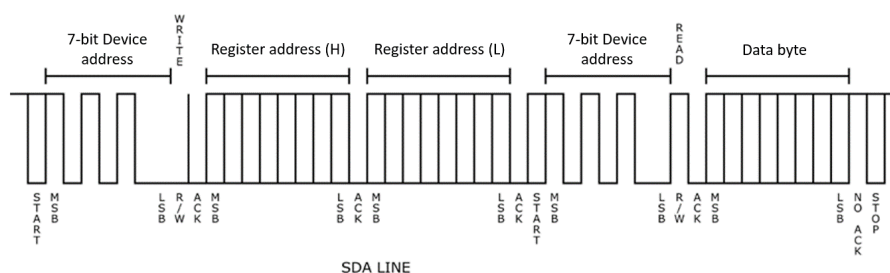 WRITE
READ
7-bit Device
address
Register address (H)
Register address (L)
7-bit Device
address
Data byte
START
MSB
LSB
R/W
ACK
MSB
LSB
ACK
MSB
LSB
ACK
START
MSB
LSB
R/W
ACK
MSB
LSB
NO ACK
STOP
SDA LINE